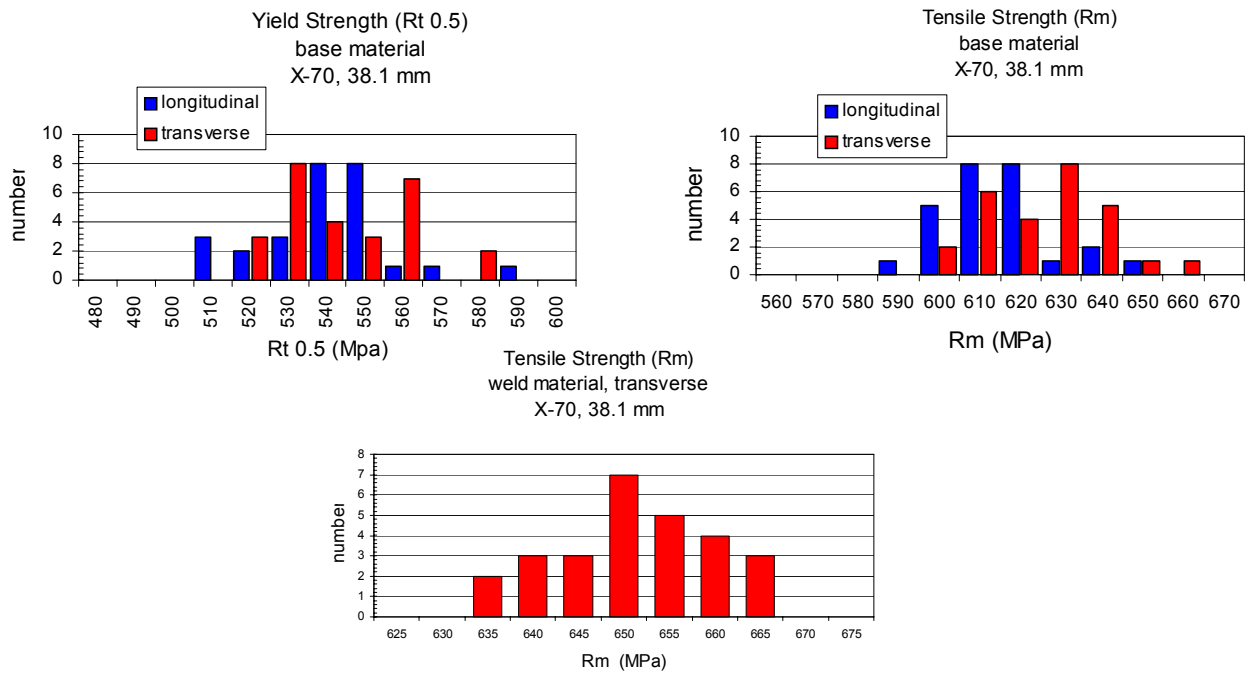 Yield Strength (Rt 0.5)
base material
X-70, 38.1 mm
longitudinal
transverse
10
8
6
4
2
0
number
480 490 500 510 520 530 540 550 560 570 580 590 600
Rt 0.5 (Mpa)
Tensile Strength (Rm)
base material
X-70, 38.1 mm
longitudinal
transverse
10
8
6
4
2
0
number
560 570 580 590 600 610 620 630 640 650 660 670
Rm (MPa)
Tensile Strength (Rm)
weld material, transverse
X-70, 38.1 mm
8
7
6
5
4
3
2
1
0
number
625 630 635 640 645 650 655 660 665 670 675
Rm (MPa)